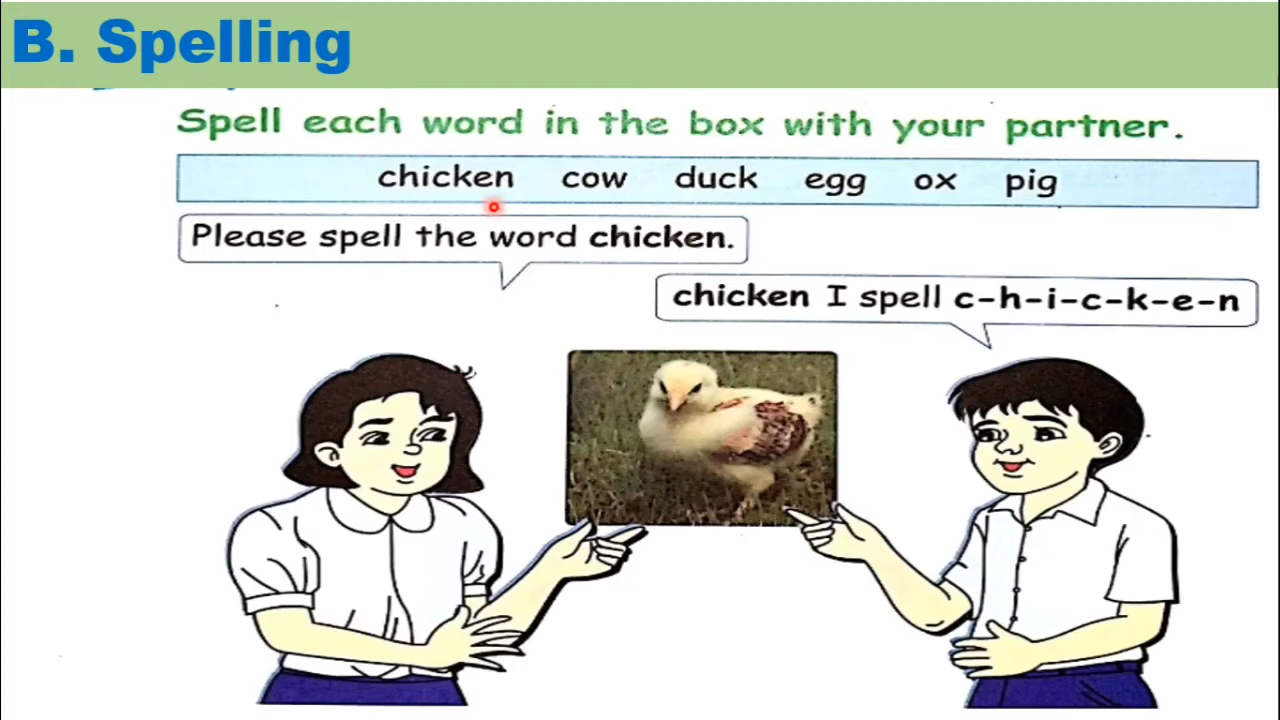 B. Spelling
Spell each word in the box with your partner.
chicken cow duck egg ox pig
Please spell the word chicken.
chicken I spell c-h-i-c-k-e-n